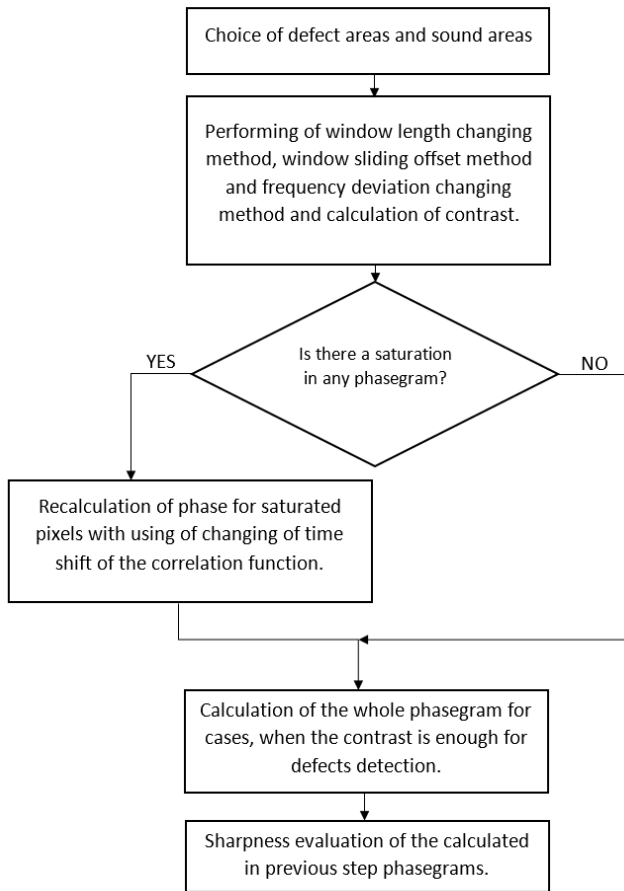 Choice of defect areas and sound areas
Performing of window length changing
method, window sliding offset method
and frequency deviation changing
method and calculation of contrast.
Is there a saturation
in any phasegram?
YES
NO
Recalculation of phase for saturated
pixels with using of changing of time
shift of the correlation function.
Calculation of the whole phasegram for
cases, when the contrast is enough for
defects detection.
Sharpness evaluation of the calculated
in previous step phasegrams.